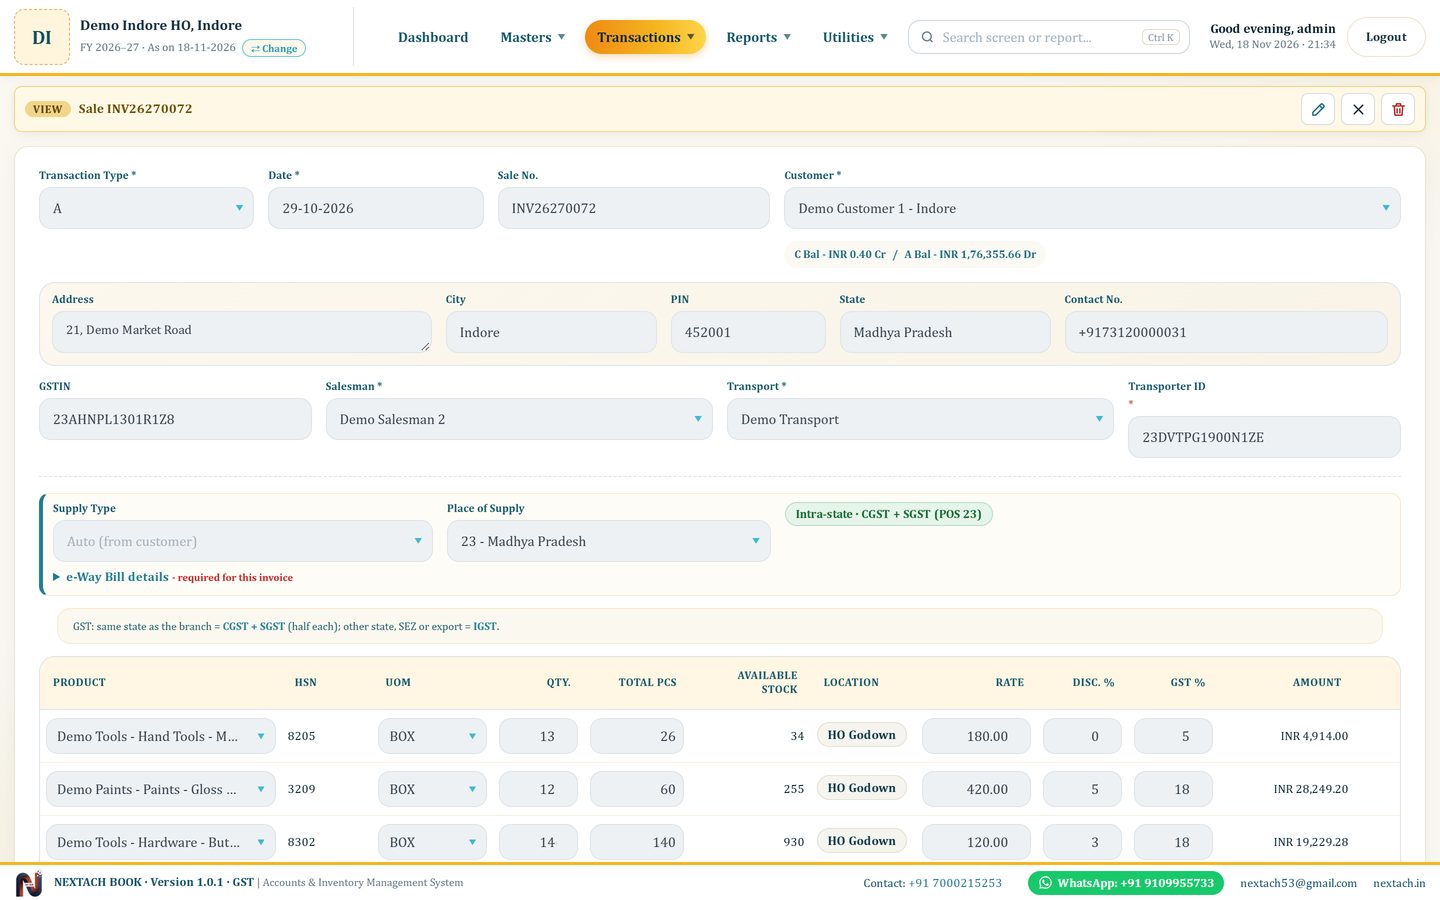 DI
Demo Indore HO, Indore
FY 2026-27 · As on 18-11-2026 ⇄ Change
Dashboard Masters ▼ Transactions ▼ Reports ▼ Utilities ▼
Search screen or report... Ctrl K
Good evening, admin
Wed, 18 Nov 2026 · 21:34
Logout
VIEW Sale INV26270072
Transaction Type * Date * Sale No. Customer *
A 29-10-2026 INV26270072 Demo Customer 1 - Indore
C Bal - INR 0.40 Cr / A Bal - INR 1,76,355.66 Dr
Address City PIN State Contact No.
21, Demo Market Road Indore 452001 Madhya Pradesh +9173120000031
GSTIN Salesman * Transport * Transporter ID *
23AHNPL1301R1Z8 Demo Salesman 2 Demo Transport 23DVTPG1900N1ZE
Supply Type Place of Supply Intra-state · CGST + SGST (POS 23)
Auto (from customer) 23 - Madhya Pradesh
▶ e-Way Bill details - required for this invoice
GST: same state as the branch = CGST + SGST (half each); other state, SEZ or export = IGST.
PRODUCT HSN UOM QTY. TOTAL PCS AVAILABLE STOCK LOCATION RATE DISC. % GST % AMOUNT
Demo Tools - Hand Tools - M... 8205 BOX 13 26 34 HO Godown 180.00 0 5 INR 4,914.00
Demo Paints - Paints - Gloss ... 3209 BOX 12 60 255 HO Godown 420.00 5 18 INR 28,249.20
Demo Tools - Hardware - But... 8302 BOX 14 140 930 HO Godown 120.00 3 18 INR 19,229.28
N NEXTACH BOOK · Version 1.0.1 · GST | Accounts & Inventory Management System
Contact: +91 7000215253 WhatsApp: +91 9109955733 nextach53@gmail.com nextach.in